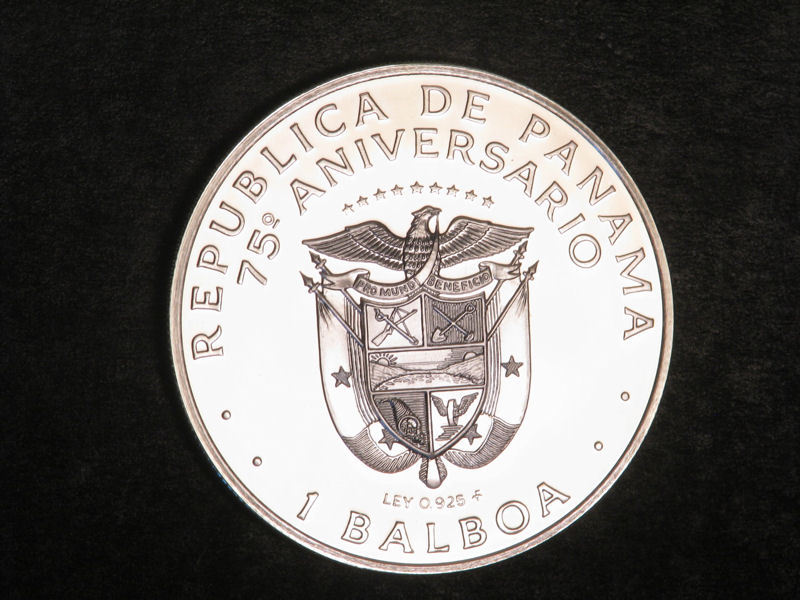 REPUBLICA DE PANAMA
75º ANIVERSARIO
PRO MUNDI BENEFICIO
LEY 0.925
1 BALBOA